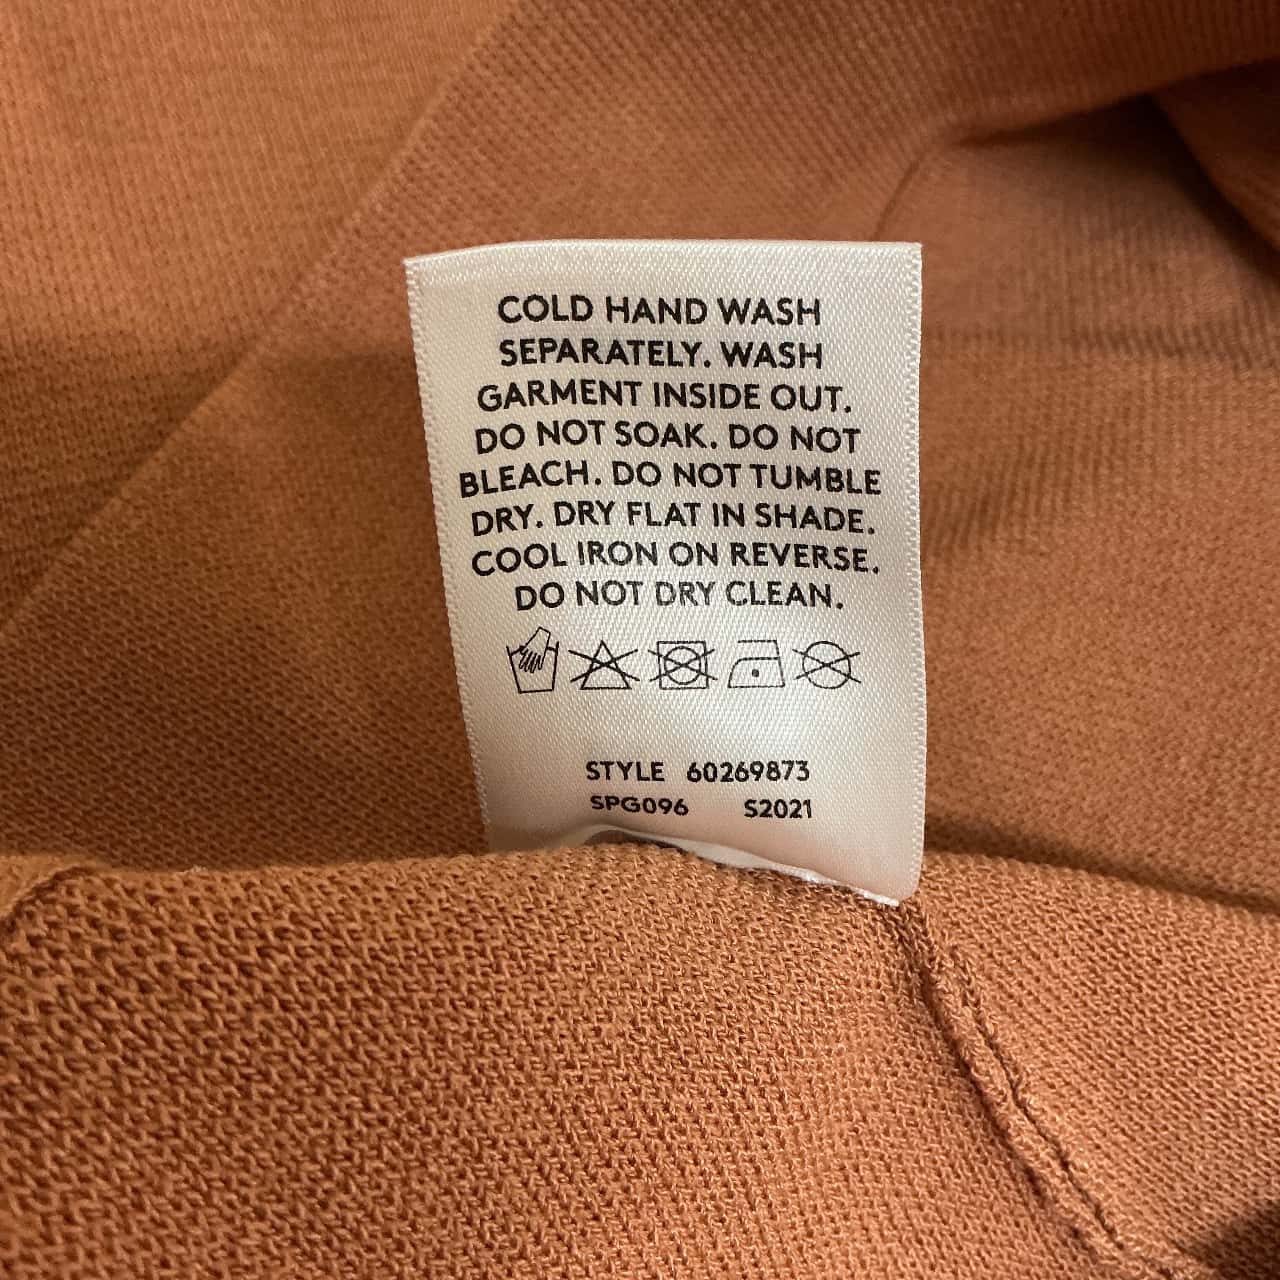 COLD HAND WASH
SEPARATELY. WASH
GARMENT INSIDE OUT.
DO NOT SOAK. DO NOT
BLEACH. DO NOT TUMBLE
DRY. DRY FLAT IN SHADE.
COOL IRON ON REVERSE.
DO NOT DRY CLEAN.
STYLE 60269873
SPG096 S2021